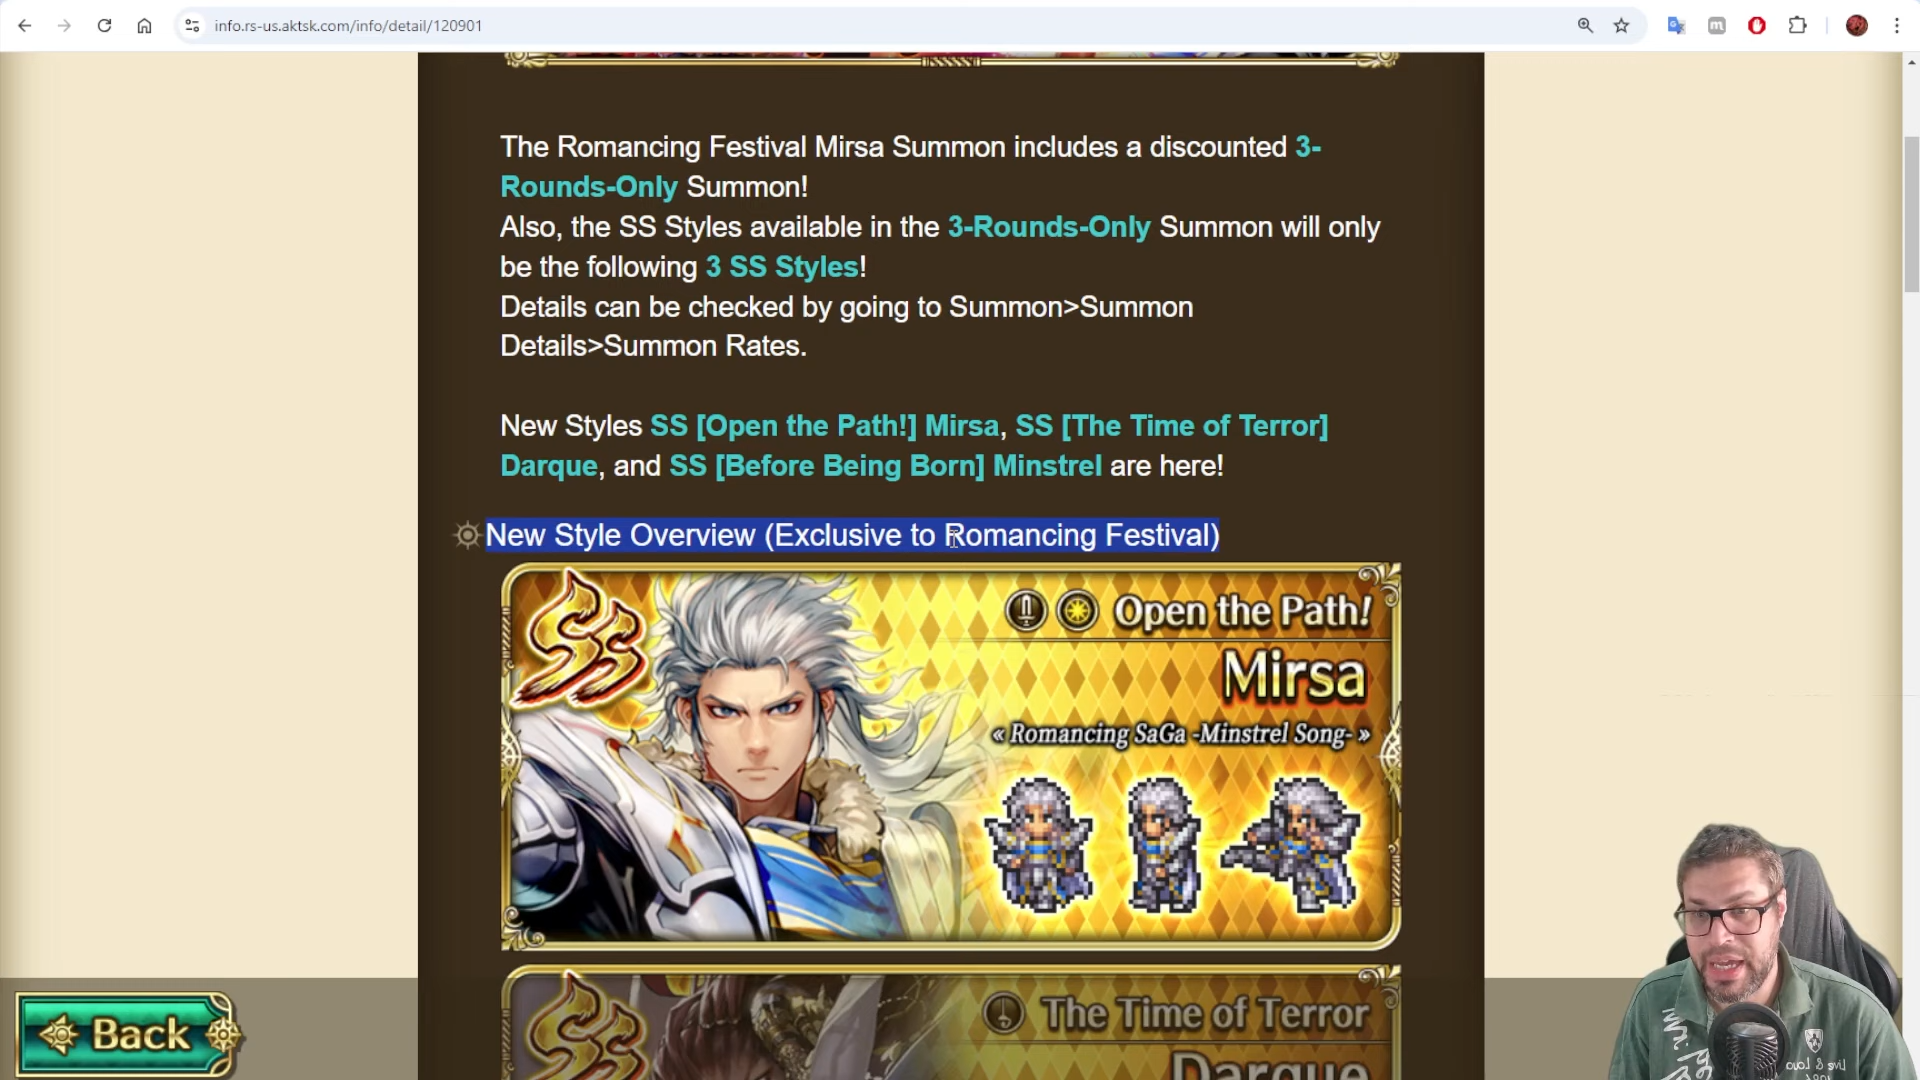 info.rs-us.aktsk.com/info/detail/120901
The Romancing Festival Mirsa Summon includes a discounted 3-
Rounds-Only Summon!
Also, the SS Styles available in the 3-Rounds-Only Summon will only
be the following 3 SS Styles!
Details can be checked by going to Summon>Summon
Details>Summon Rates.
New Styles SS [Open the Path!] Mirsa, SS [The Time of Terror]
Darque, and SS [Before Being Born] Minstrel are here!
New Style Overview (Exclusive to Romancing Festival)
SS
Open the Path!
Mirsa
« Romancing SaGa -Minstrel Song- »
SS
The Time of Terror
Darque
Back